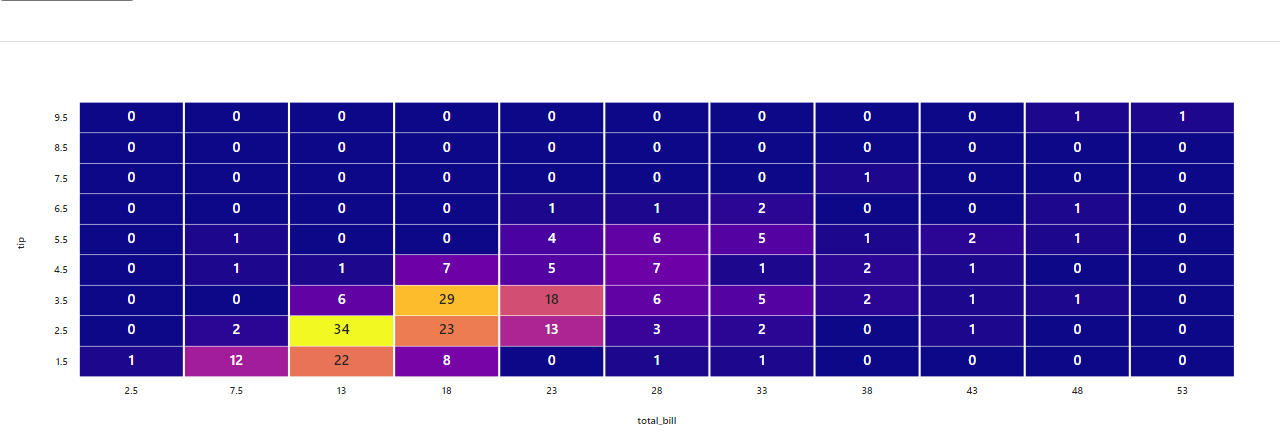 9.5 0 0 0 0 0 0 0 0 0 1 1
8.5 0 0 0 0 0 0 0 0 0 0 0
7.5 0 0 0 0 0 0 0 1 0 0 0
6.5 0 0 0 0 1 1 2 0 0 1 0
5.5 0 1 0 0 4 6 5 1 2 1 0
tip
4.5 0 1 1 7 5 7 1 2 1 0 0
3.5 0 0 6 29 18 6 5 2 1 1 0
2.5 0 2 34 23 13 3 2 0 1 0 0
1.5 1 12 22 8 0 1 1 0 0 0 0
2.5 7.5 13 18 23 28 33 38 43 48 53
total_bill